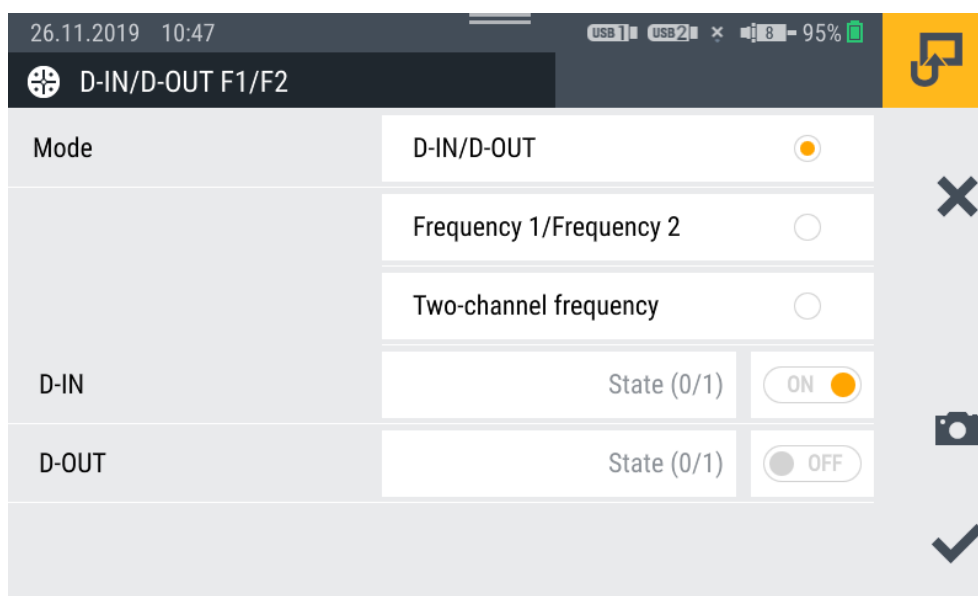 26.11.2019 10:47 USB 1 USB 2 8 95%
D-IN/D-OUT F1/F2
Mode D-IN/D-OUT
Frequency 1/Frequency 2
Two-channel frequency
D-IN State (0/1) ON
D-OUT State (0/1) OFF